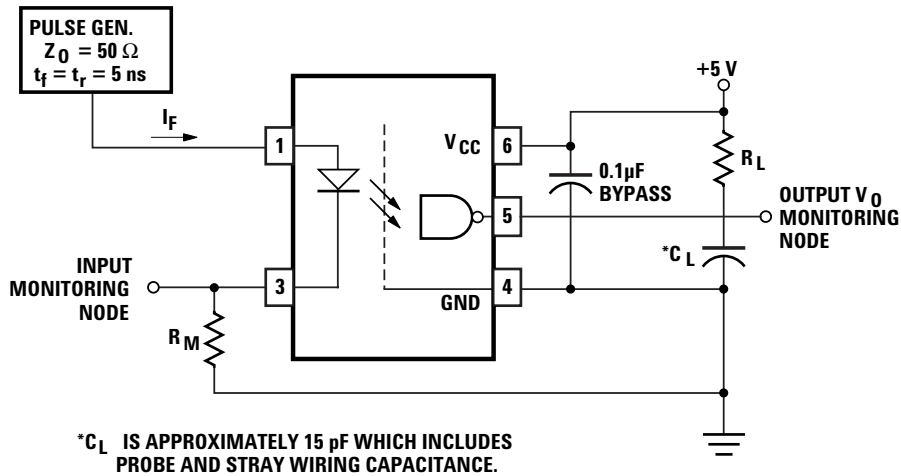 PULSE GEN.
Z0 = 50 Ω
tf = tr = 5 ns
IF
1
3
INPUT
MONITORING
NODE
RM
VCC
6
5
4
GND
0.1µF
BYPASS
+5 V
RL
*CL
OUTPUT V0
MONITORING
NODE
*CL IS APPROXIMATELY 15 pF WHICH INCLUDES
PROBE AND STRAY WIRING CAPACITANCE.